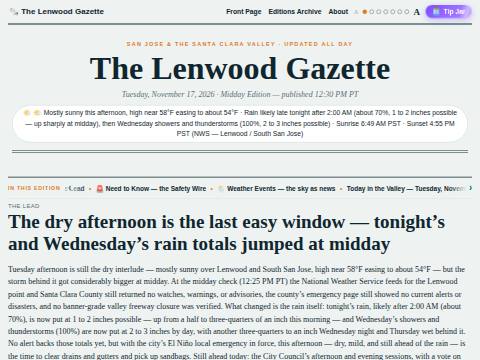 The Lenwood Gazette
Front Page Editions Archive About A A Tip Jar
SAN JOSE & THE SANTA CLARA VALLEY · UPDATED ALL DAY
The Lenwood Gazette
Tuesday, November 17, 2026 · Midday Edition — published 12:30 PM PT
Mostly sunny this afternoon, high near 58°F easing to about 54°F · Rain likely late tonight after 2:00 AM (about 70%, 1 to 2 inches possible
— up sharply at midday), then Wednesday showers and thunderstorms (100%, 2 to 3 inches possible) · Sunrise 6:49 AM PST · Sunset 4:55 PM
PST (NWS — Lenwood / South San Jose)
IN THIS EDITION Lead • Need to Know — the Safety Wire • Weather Events — the sky as news • Today in the Valley — Tuesday, Novem ›
THE LEAD
The dry afternoon is the last easy window — tonight’s
and Wednesday’s rain totals jumped at midday
Tuesday afternoon is still the dry interlude — mostly sunny over Lenwood and South San Jose, high near 58°F easing to about 54°F — but the
storm behind it got considerably bigger at midday. At the midday check (12:25 PM PT) the National Weather Service feeds for the Lenwood
point and Santa Clara County still returned no watches, warnings, or advisories, the county’s emergency page still showed no current alerts or
disasters, and no banner-grade valley freeway closure was verified. What changed is the rain itself: tonight’s rain, likely after 2:00 AM (about
70%), is now put at 1 to 2 inches possible — up from a half to three-quarters of an inch this morning — and Wednesday’s showers and
thunderstorms (100%) are now put at 2 to 3 inches by day, with another three-quarters to an inch Wednesday night and Thursday wet behind it.
No alert backs those totals yet, but with the city’s El Niño local emergency in force, this afternoon — dry, mild, and still ahead of the rain — is
the time to clear drains and gutters and pick up sandbags. Still ahead today: the City Council’s afternoon and evening sessions, with a vote on